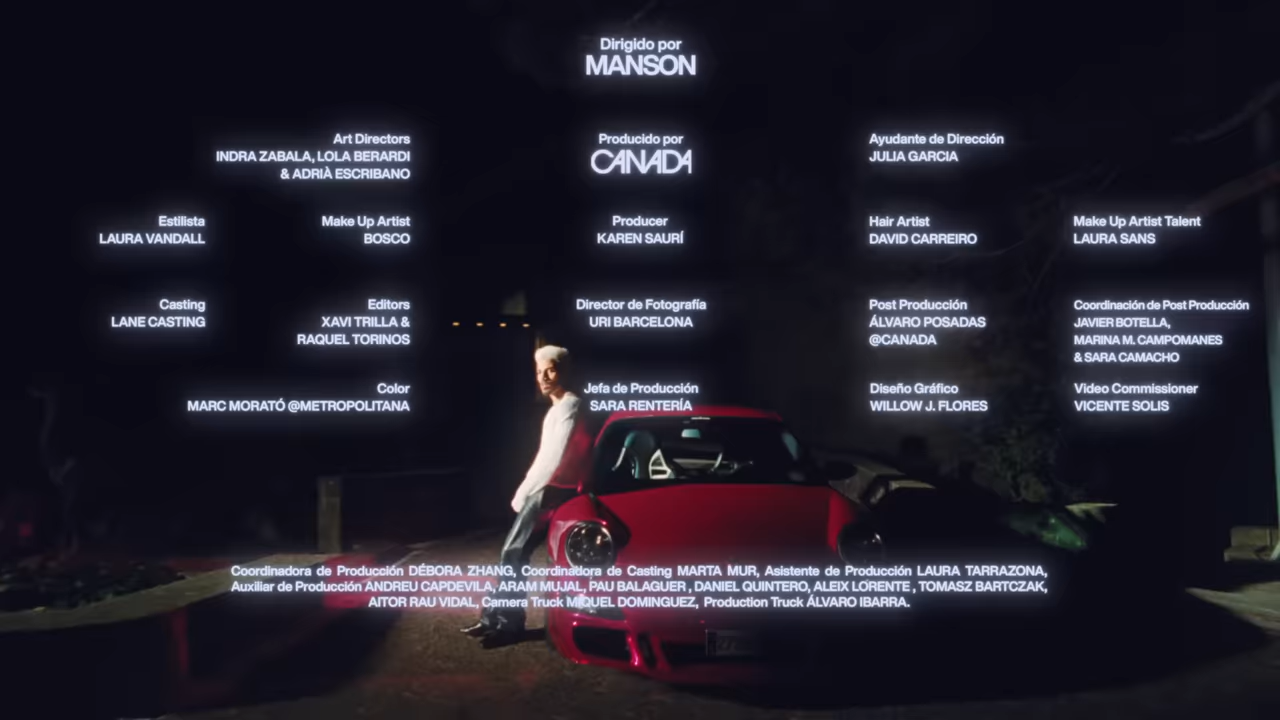 Dirigido por
MANSON
Art Directors
INDRA ZABALA, LOLA BERARDI
& ADRIÀ ESCRIBANO
Producido por
CANADA
Ayudante de Dirección
JULIA GARCIA
Estilista
LAURA VANDALL
Make Up Artist
BOSCO
Producer
KAREN SAURÍ
Hair Artist
DAVID CARREIRO
Make Up Artist Talent
LAURA SANS
Casting
LANE CASTING
Editors
XAVI TRILLA &
RAQUEL TORINOS
Director de Fotografía
URI BARCELONA
Post Producción
ÁLVARO POSADAS
@CANADA
Coordinación de Post Producción
JAVIER BOTELLA,
MARINA M. CAMPOMANES
& SARA CAMACHO
Color
MARC MORATÓ @METROPOLITANA
Jefa de Producción
SARA RENTERÍA
Diseño Gráfico
WILLOW J. FLORES
Video Commissioner
VICENTE SOLIS
Coordinadora de Producción DÉBORA ZHANG, Coordinadora de Casting MARTA MUR, Asistente de Producción LAURA TARRAZONA,
Auxiliar de Producción ANDREU CAPDEVILA, ARAM MUJAL, PAU BALAGUER , DANIEL QUINTERO, ALEIX LORENTE , TOMASZ BARTCZAK,
AITOR RAU VIDAL, Camera Truck MIQUEL DOMINGUEZ, Production Truck ÁLVARO IBARRA.